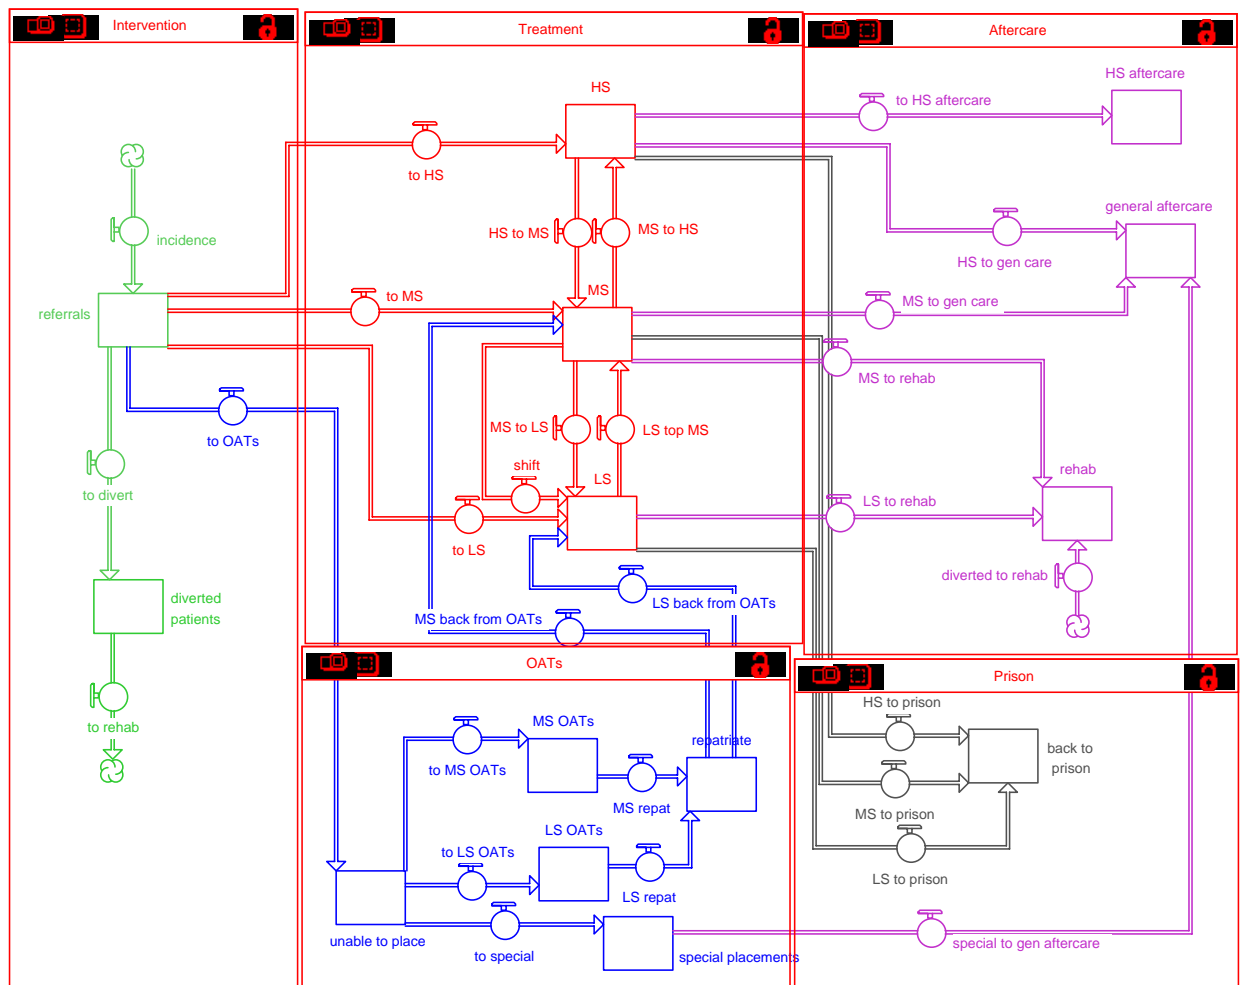 Intervention
Treatment
Aftercare
HS
HS aftercare
to HS aftercare
to HS
general aftercare
incidence
HS to MS
MS to HS
HS to gen care
MS
to MS
MS to gen care
referrals
MS to rehab
to OATs
MS to LS
LS top MS
shift
LS
rehab
to divert
LS to rehab
to LS
diverted to rehab
diverted
patients
LS back from OATs
MS back from OATs
OATs
Prison
to rehab
MS OATs
repatriate
HS to prison
back to
prison
to MS OATs
MS repat
MS to prison
LS OATs
to LS OATs
LS repat
LS to prison
unable to place
to special
special placements
special to gen aftercare